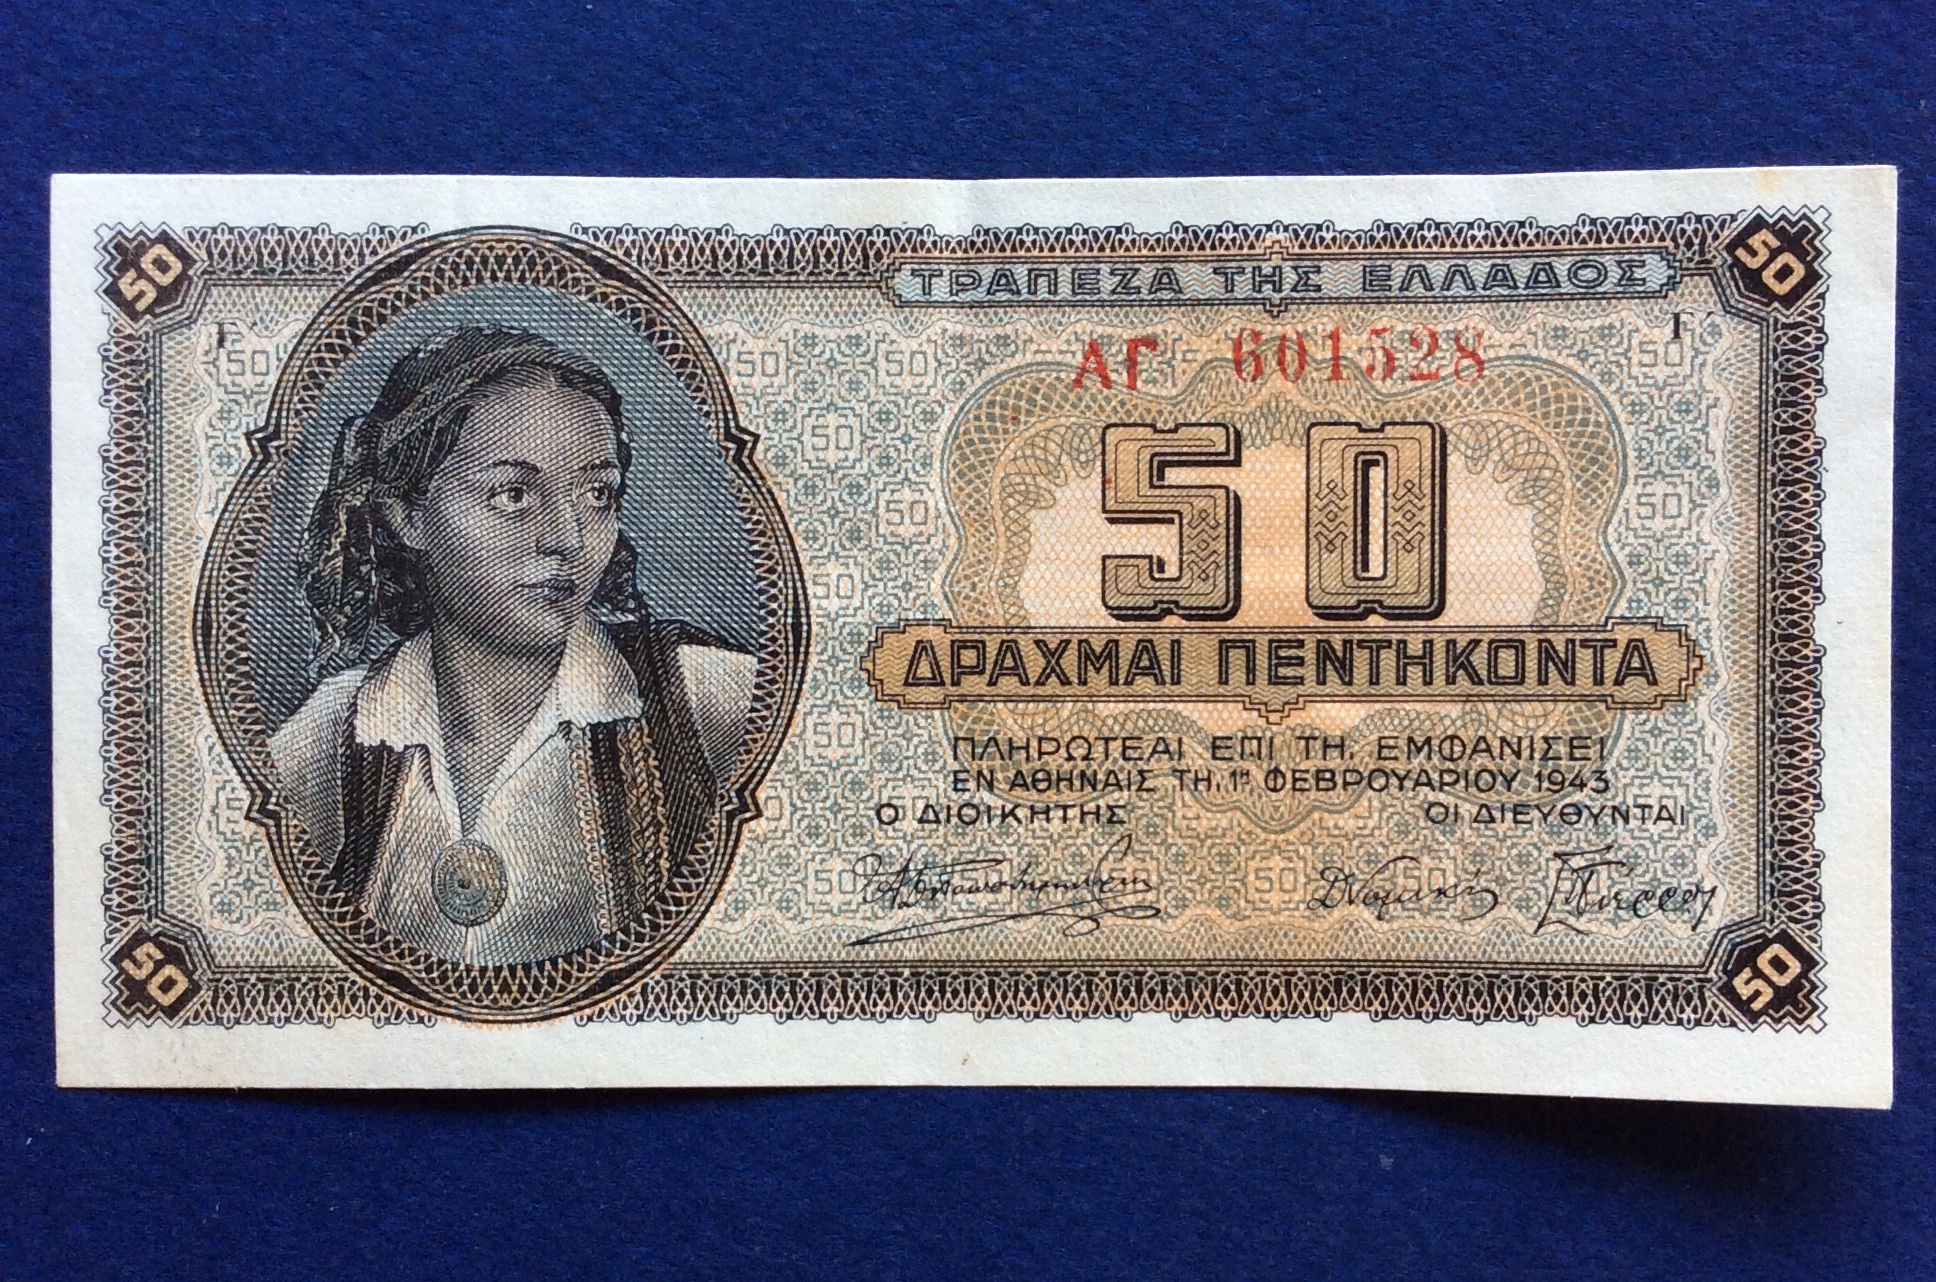 50 50
ΤΡΑΠΕΖΑ ΤΗΣ ΕΛΛΑΔΟΣ
Γ´ Γ´
ΑΓ 601528
50
ΔΡΑΧΜΑΙ ΠΕΝΤΗΚΟΝΤΑ
ΠΛΗΡΩΤΕΑΙ ΕΠΙ ΤΗ, ΕΜΦΑΝΙΣΕΙ
ΕΝ ΑΘΗΝΑΙΣ ΤΗ, 1ῃ ΦΕΒΡΟΥΑΡΙΟΥ 1943
Ο ΔΙΟΙΚΗΤΗΣ ΟΙ ΔΙΕΥΘΥΝΤΑΙ
50 50